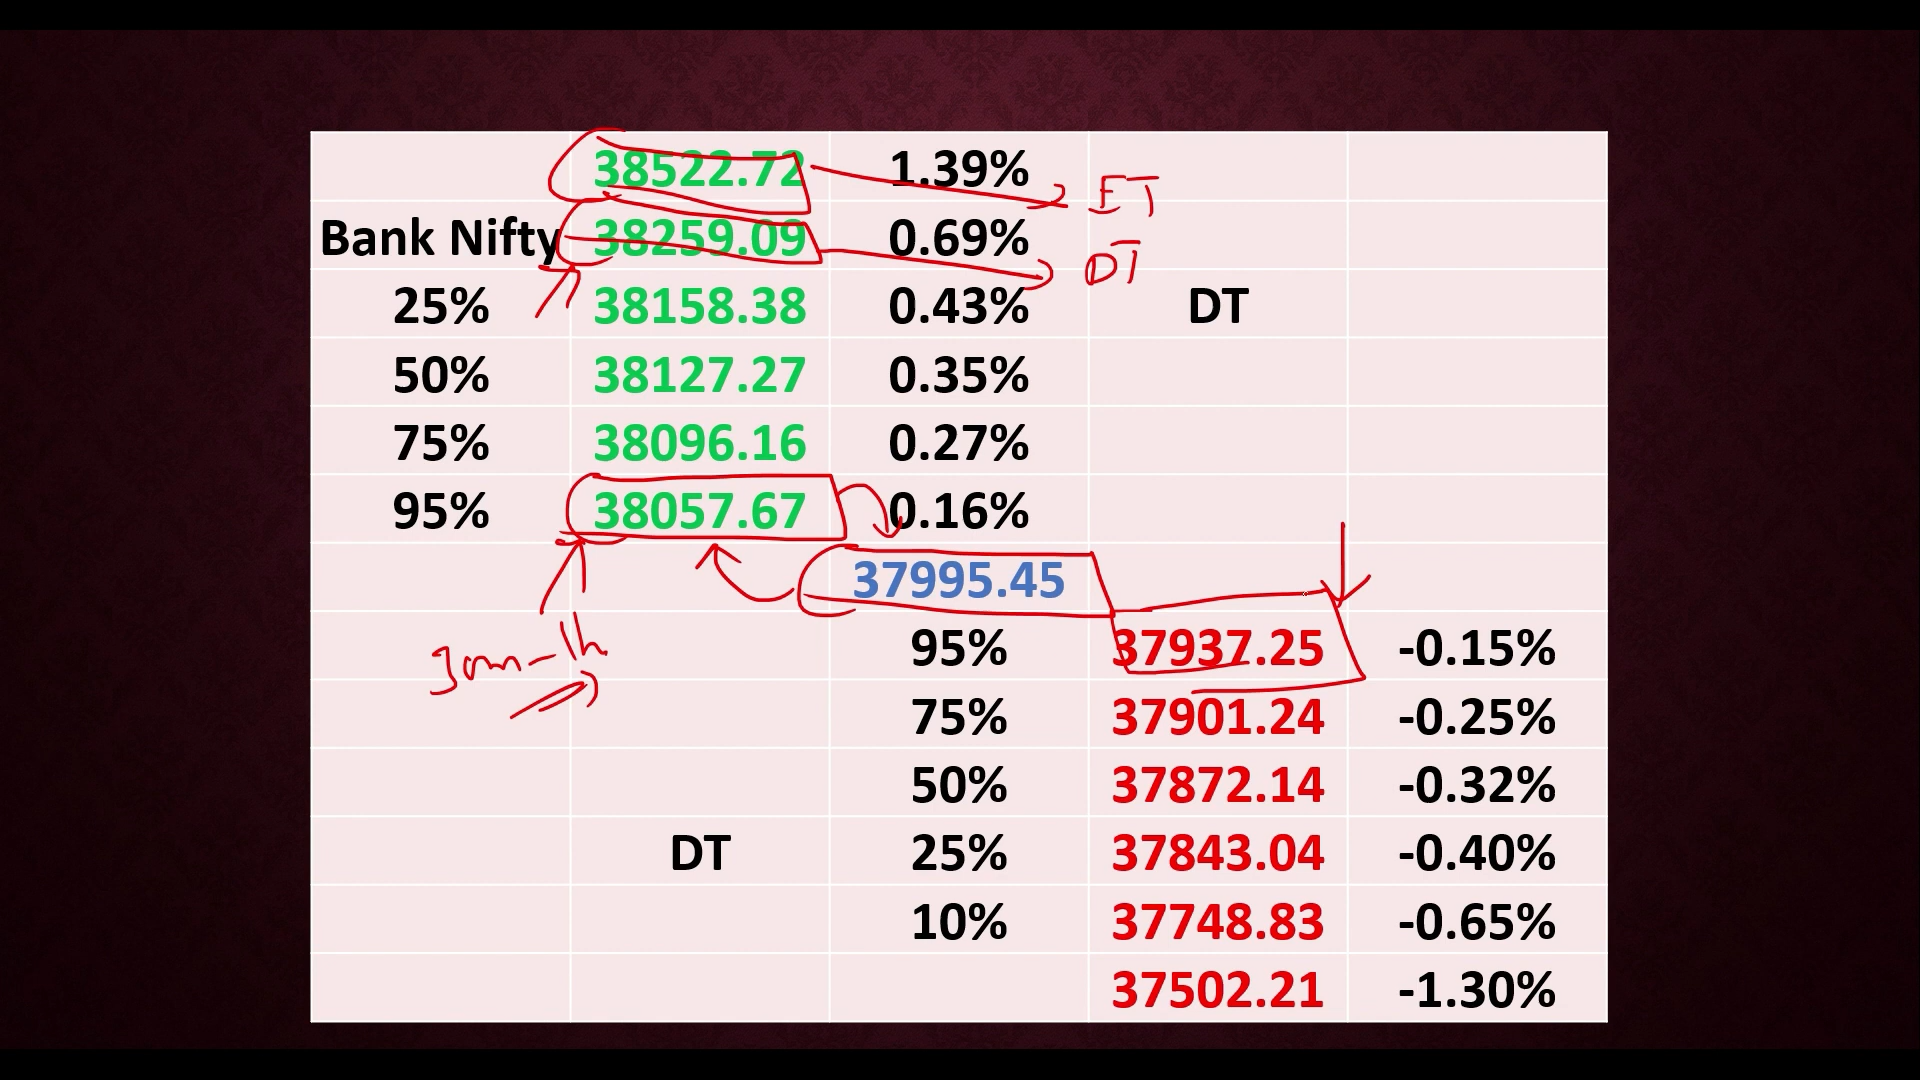 38522.72 1.39% FT
Bank Nifty 38259.09 0.69% DT
25% 38158.38 0.43% DT
50% 38127.27 0.35%
75% 38096.16 0.27%
95% 38057.67 0.16%
37995.45
95% 37937.25 -0.15%
75% 37901.24 -0.25%
50% 37872.14 -0.32%
DT 25% 37843.04 -0.40%
10% 37748.83 -0.65%
37502.21 -1.30%